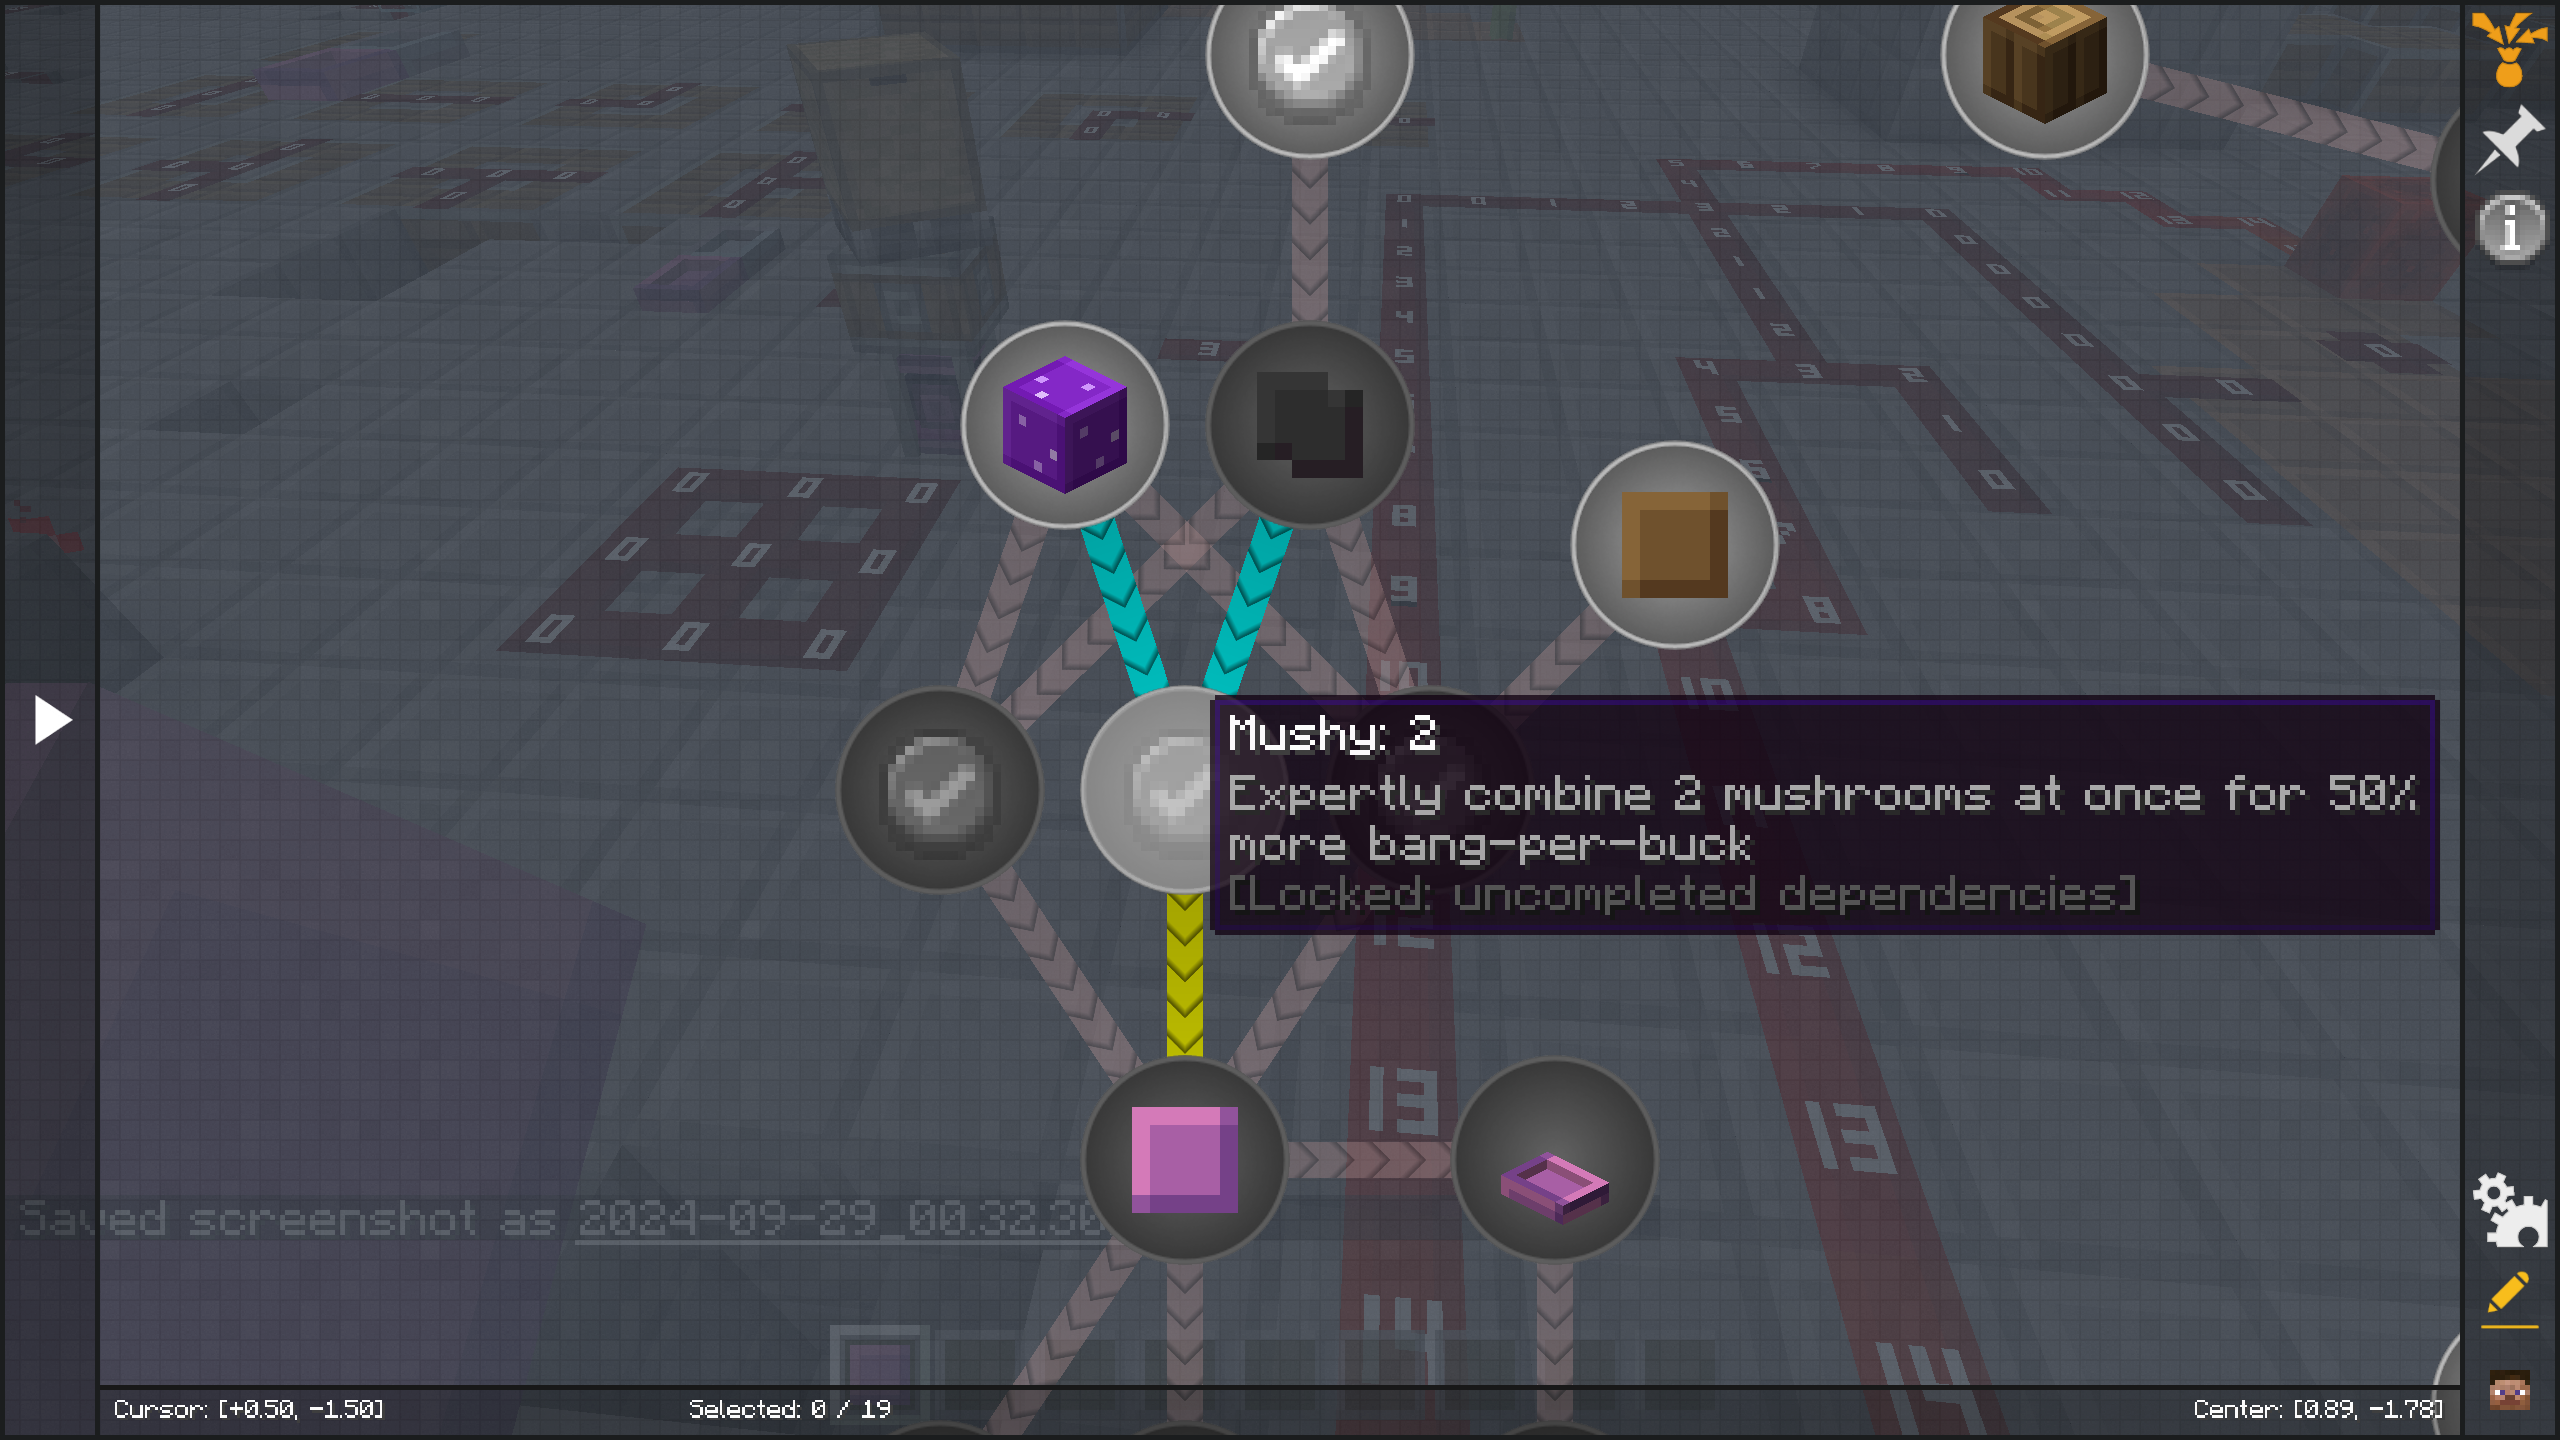 Mushy: 2
Expertly combine 2 mushrooms at once for 50%
more bang-per-buck
[Locked: uncompleted dependencies]
Saved screenshot as 2024-09-29_00.32.30
Cursor: [+0.50, -1.50]
Selected: 0 / 19
Center: [0.89, -1.78]